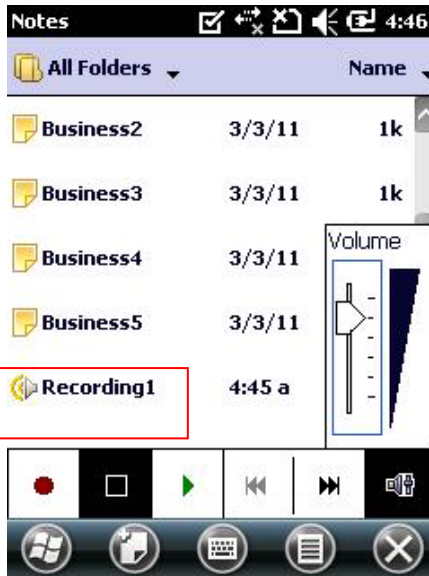 Notes 4:46
All Folders Name
Business2 3/3/11 1k
Business3 3/3/11 1k
Volume
Business4 3/3/11
Business5 3/3/11
Recording1 4:45 a